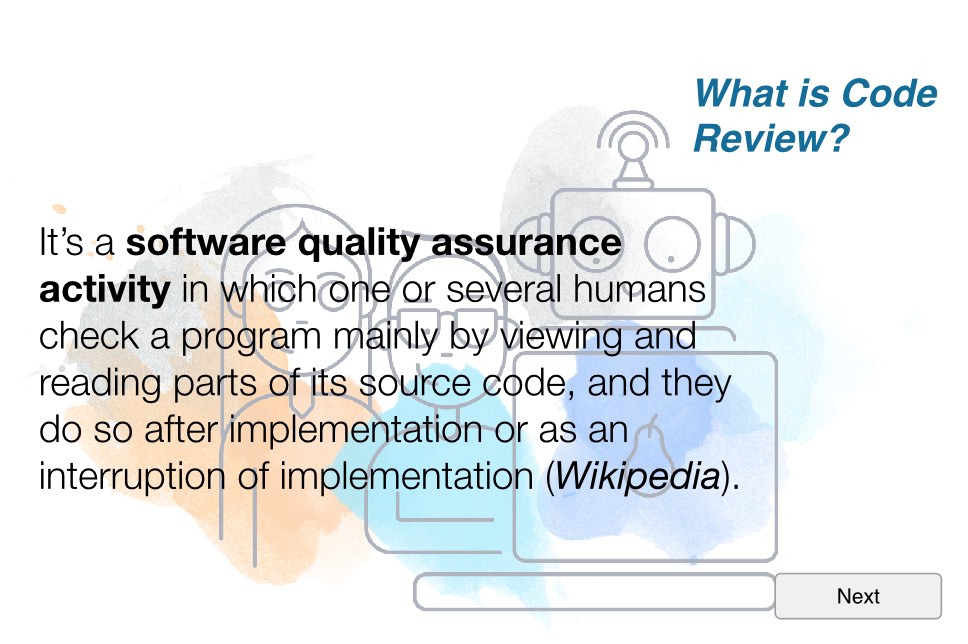 What is Code
Review?
It’s a software quality assurance
activity in which one or several humans
check a program mainly by viewing and
reading parts of its source code, and they
do so after implementation or as an
interruption of implementation (Wikipedia).
Next